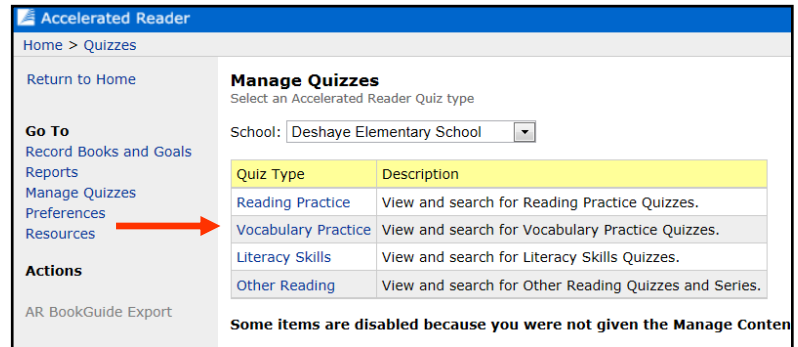 Accelerated Reader
Home > Quizzes
Return to Home
Go To
Record Books and Goals
Reports
Manage Quizzes
Preferences
Resources
Actions
AR BookGuide Export
Manage Quizzes
Select an Accelerated Reader Quiz type
School: Deshaye Elementary School
Quiz Type Description
Reading Practice View and search for Reading Practice Quizzes.
Vocabulary Practice View and search for Vocabulary Practice Quizzes.
Literacy Skills View and search for Literacy Skills Quizzes.
Other Reading View and search for Other Reading Quizzes and Series.
Some items are disabled because you were not given the Manage Conten